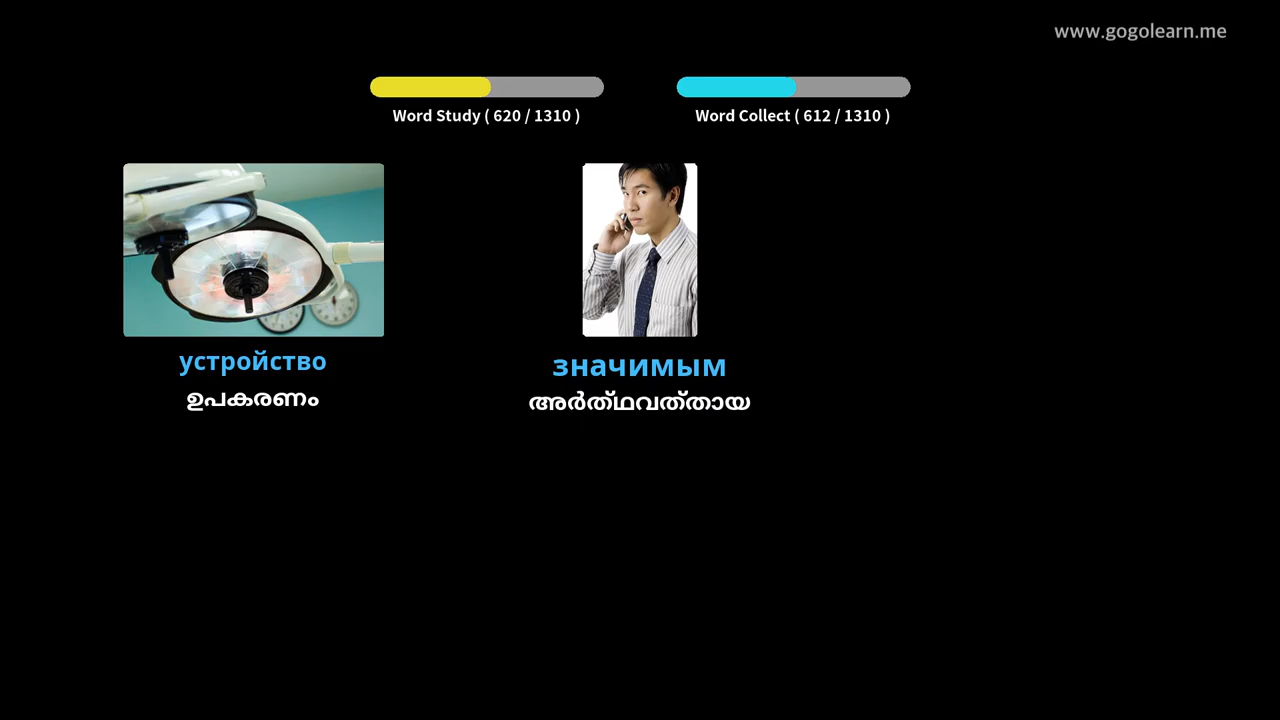 www.gogolearn.me
Word Study ( 620 / 1310 )
Word Collect ( 612 / 1310 )
устройство
ഉപകരണം
значимым
അർത്ഥവത്തായ